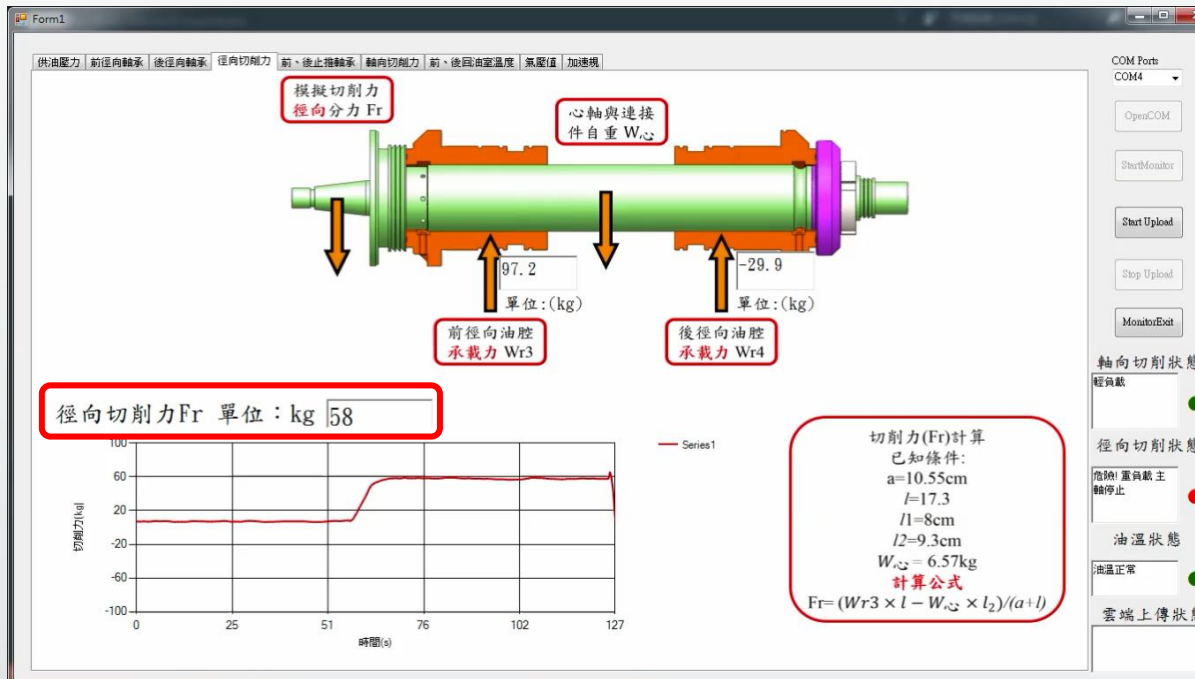 Form1
供油壓力 前徑向軸承 後徑向軸承 徑向切削力 前、後止推軸承 軸向切削力 前、後回油室溫度 氣壓值 加速規
COM Ports
COM4
OpenCOM
StartMonitor
Start Upload
Stop Upload
MonitorExit
模擬切削力
徑向分力 Fr
心軸與連接
件自重 W心
97.2
單位:(kg)
-29.9
單位:(kg)
前徑向油腔
承載力 Wr3
後徑向油腔
承載力 Wr4
軸向切削狀態
輕負載
徑向切削狀態
危險! 重負載 主
軸停止
油溫狀態
油溫正常
雲端上傳狀態
徑向切削力Fr 單位：kg 58
切削力(kg)
100
60
20
-20
-60
-100
0 25 51 76 102 127
時間(s)
Series1
切削力(Fr)計算
已知條件:
a=10.55cm
l=17.3
l1=8cm
l2=9.3cm
W心 = 6.57kg
計算公式
Fr= (Wr3 × l − W心 × l₂)/(a+l)